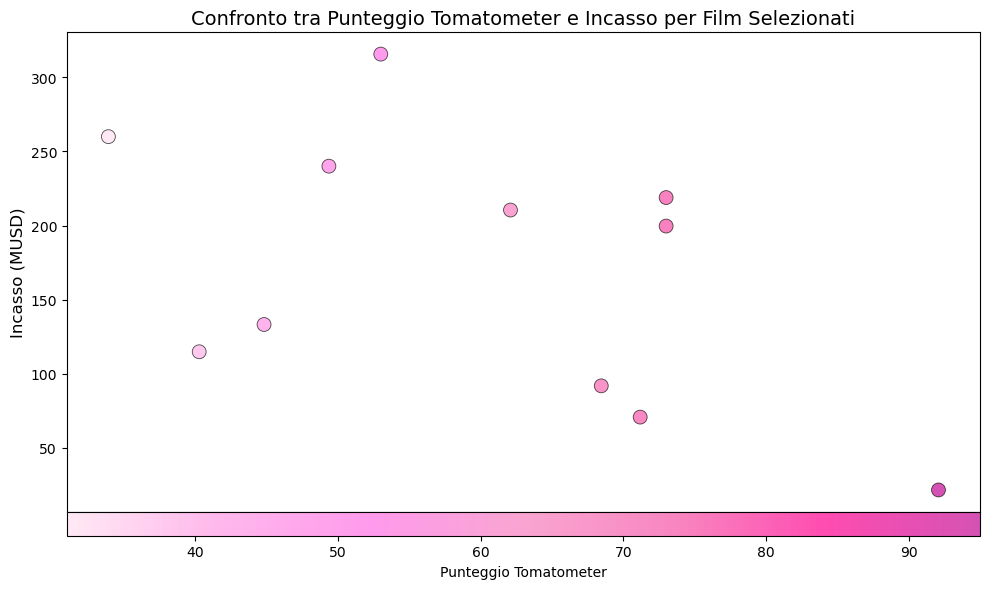 Confronto tra Punteggio Tomatometer e Incasso per Film Selezionati
Incasso (MUSD)
300
250
200
150
100
50
40 50 60 70 80 90
Punteggio Tomatometer